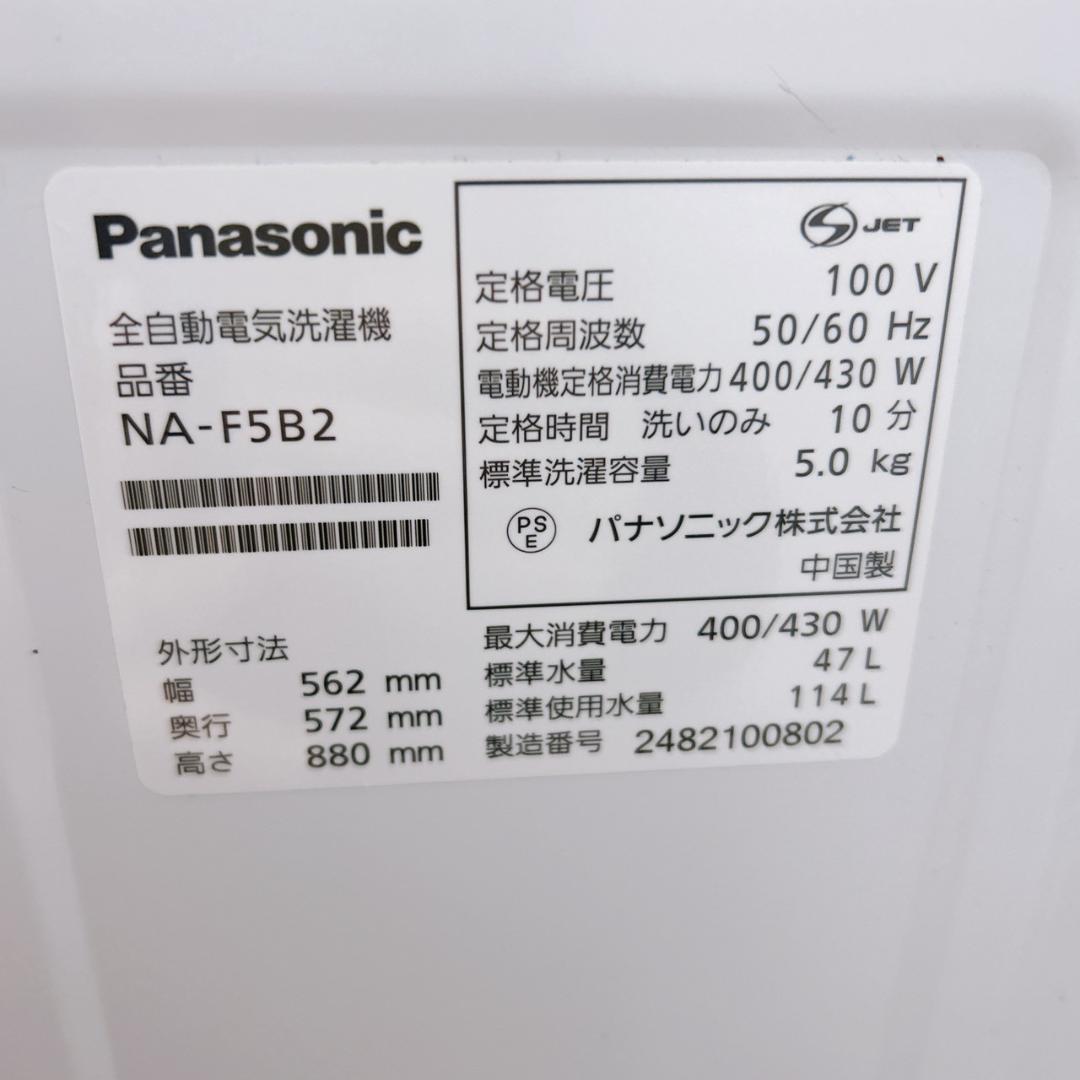 Panasonic
全自動電気洗濯機
品番
NA-F5B2
外形寸法
幅 562 mm
奥行 572 mm
高さ 880 mm
S JET
定格電圧 100 V
定格周波数 50/60 Hz
電動機定格消費電力 400/430 W
定格時間 洗いのみ 10 分
標準洗濯容量 5.0 kg
PS
E
パナソニック株式会社
中国製
最大消費電力 400/430 W
標準水量 47 L
標準使用水量 114 L
製造番号 2482100802